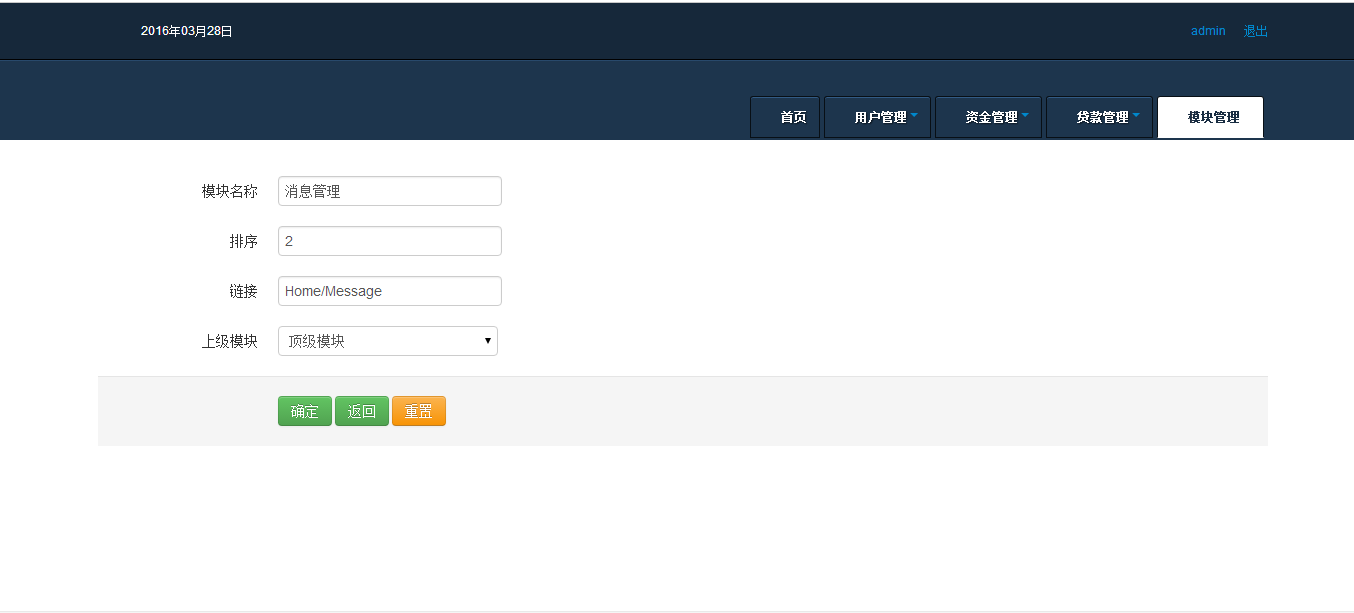 2016年03月28日 admin 退出
首页 用户管理 资金管理 贷款管理 模块管理
模块名称 消息管理
排序 2
链接 Home/Message
上级模块 顶级模块
确定 返回 重置